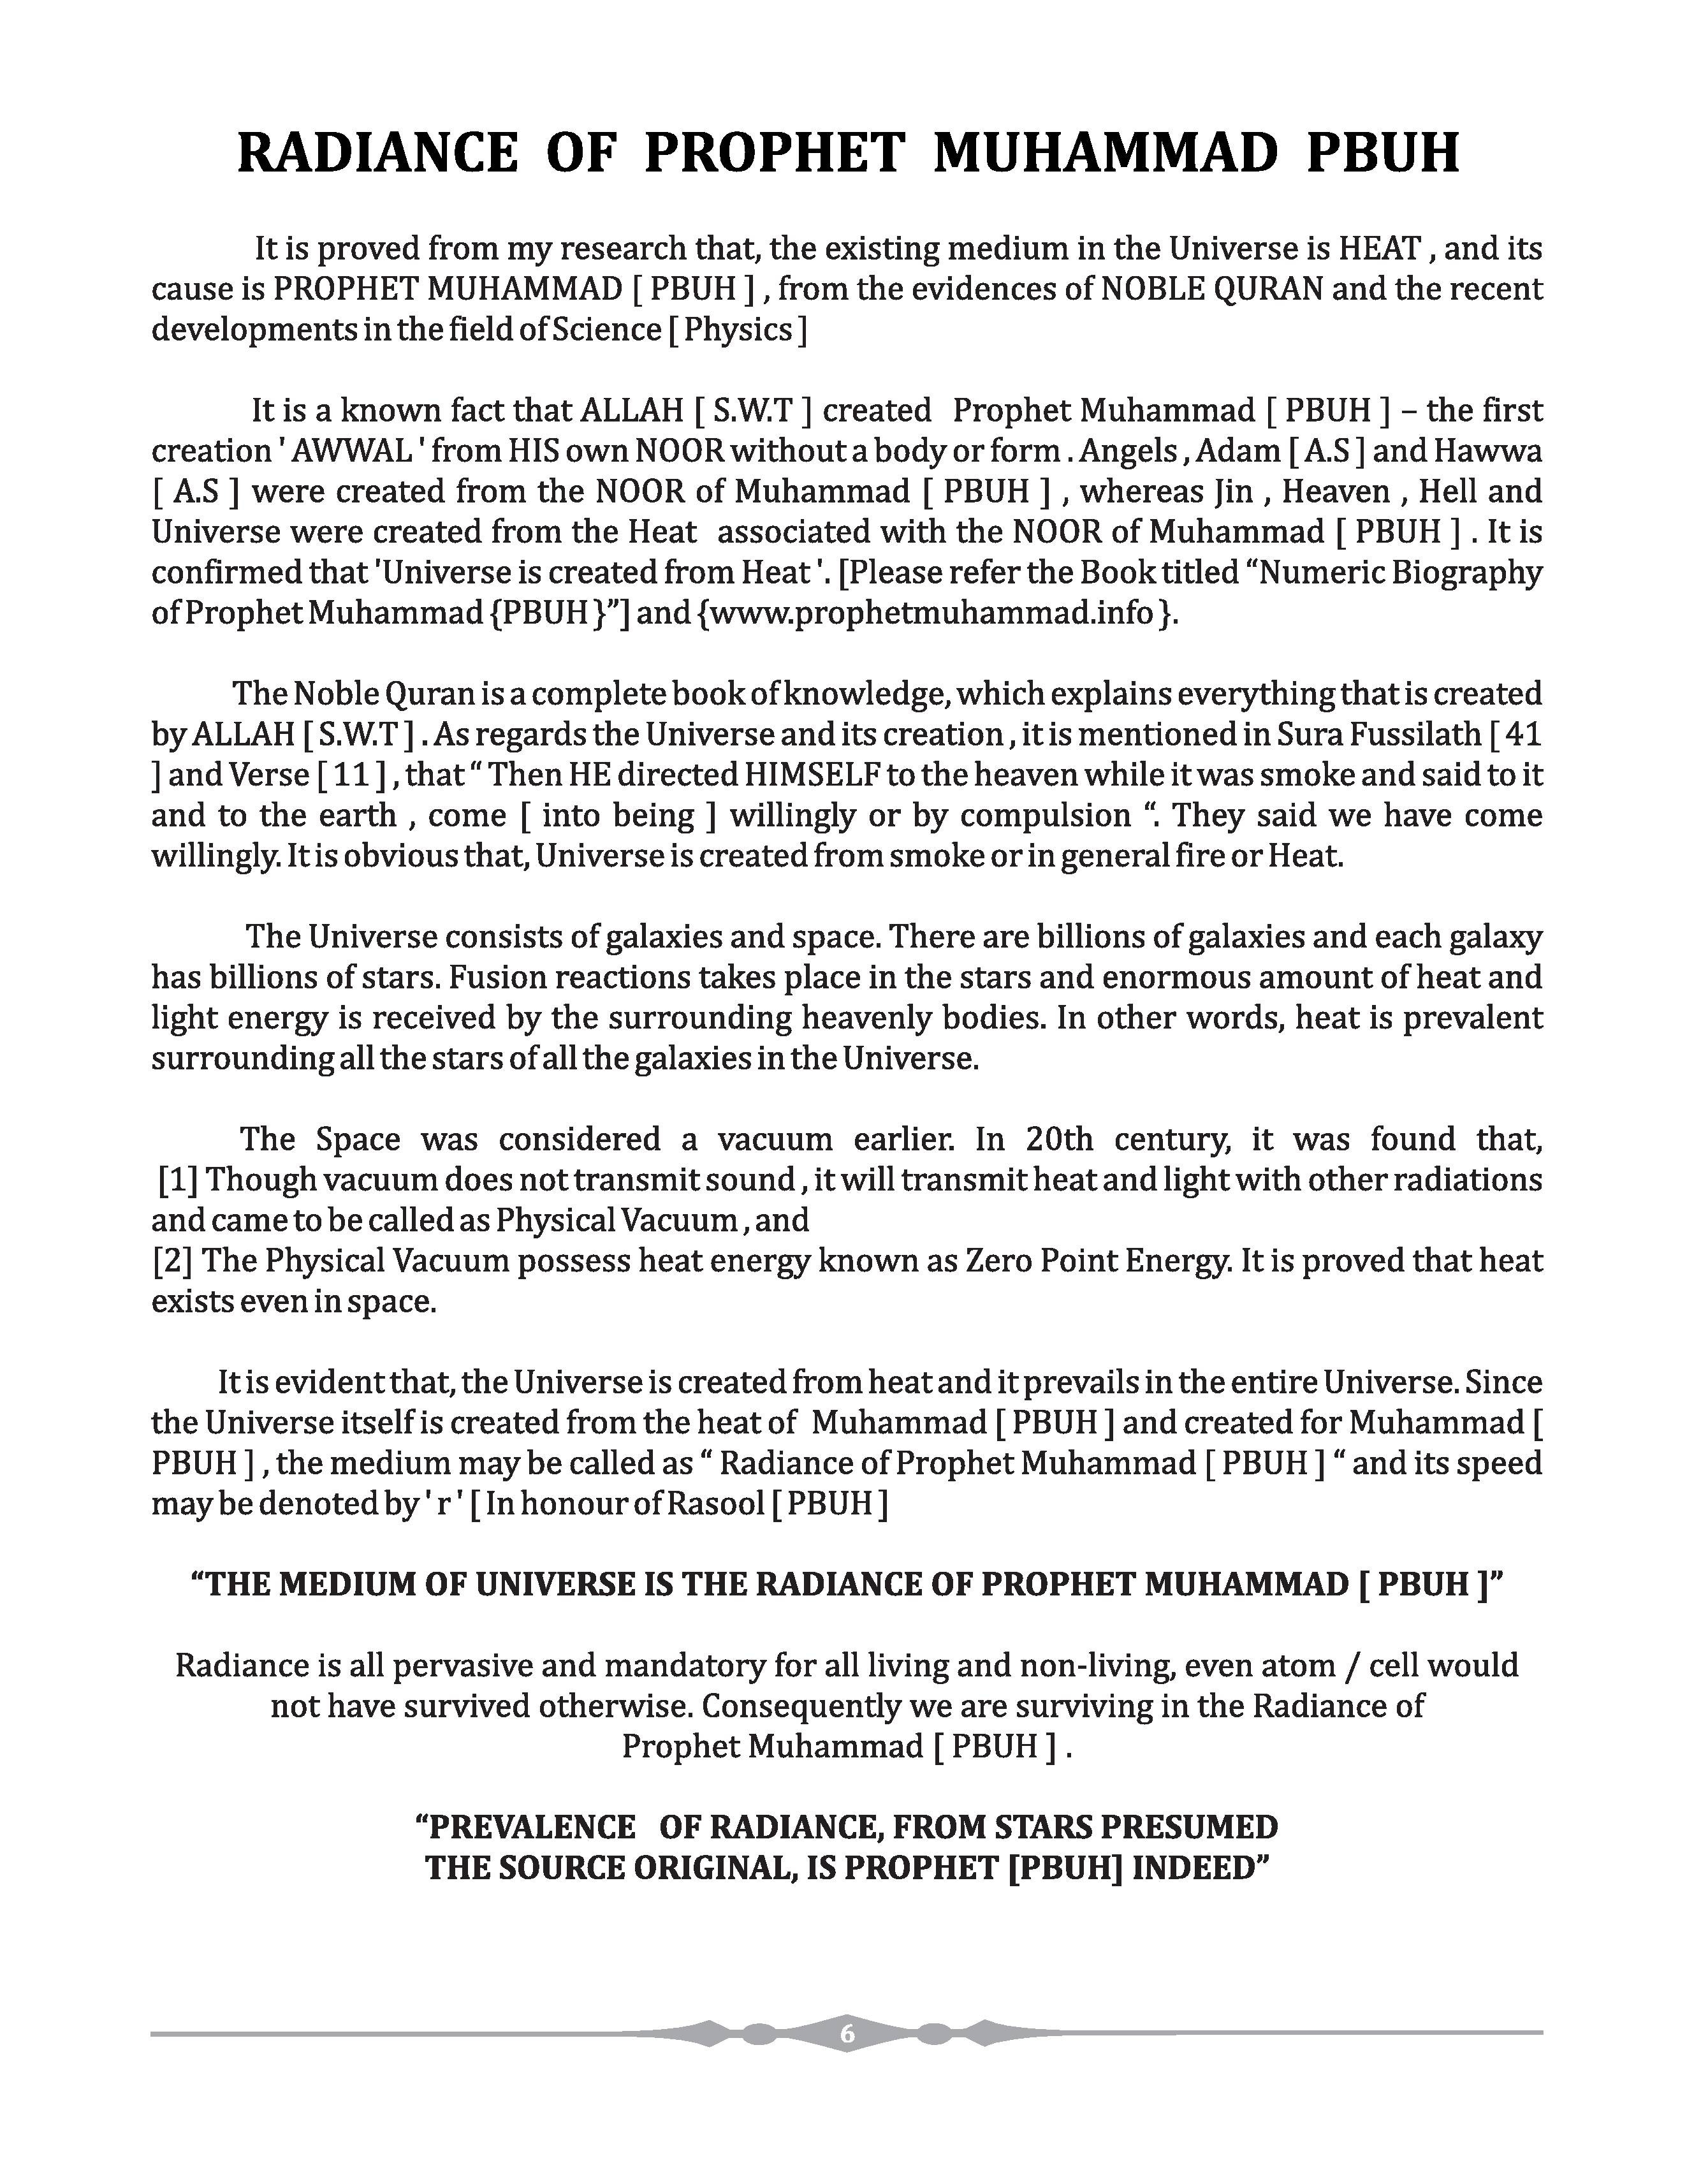 RADIANCE OF PROPHET MUHAMMAD PBUH
It is proved from my research that, the existing medium in the Universe is HEAT , and its
cause is PROPHET MUHAMMAD [ PBUH ] , from the evidences of NOBLE QURAN and the recent
developments in the field of Science [ Physics ]
It is a known fact that ALLAH [ S.W.T ] created Prophet Muhammad [ PBUH ] – the first
creation ' AWWAL ' from HIS own NOOR without a body or form . Angels , Adam [ A.S ] and Hawwa
[ A.S ] were created from the NOOR of Muhammad [ PBUH ] , whereas Jin , Heaven , Hell and
Universe were created from the Heat associated with the NOOR of Muhammad [ PBUH ] . It is
confirmed that 'Universe is created from Heat '. [Please refer the Book titled “Numeric Biography
of Prophet Muhammad {PBUH }”] and {www.prophetmuhammad.info }.
The Noble Quran is a complete book of knowledge, which explains everything that is created
by ALLAH [ S.W.T ] . As regards the Universe and its creation , it is mentioned in Sura Fussilath [ 41
] and Verse [ 11 ] , that “ Then HE directed HIMSELF to the heaven while it was smoke and said to it
and to the earth , come [ into being ] willingly or by compulsion “. They said we have come
willingly. It is obvious that, Universe is created from smoke or in general fire or Heat.
The Universe consists of galaxies and space. There are billions of galaxies and each galaxy
has billions of stars. Fusion reactions takes place in the stars and enormous amount of heat and
light energy is received by the surrounding heavenly bodies. In other words, heat is prevalent
surrounding all the stars of all the galaxies in the Universe.
The Space was considered a vacuum earlier. In 20th century, it was found that,
[1] Though vacuum does not transmit sound , it will transmit heat and light with other radiations
and came to be called as Physical Vacuum , and
[2] The Physical Vacuum possess heat energy known as Zero Point Energy. It is proved that heat
exists even in space.
It is evident that, the Universe is created from heat and it prevails in the entire Universe. Since
the Universe itself is created from the heat of Muhammad [ PBUH ] and created for Muhammad [
PBUH ] , the medium may be called as “ Radiance of Prophet Muhammad [ PBUH ] “ and its speed
may be denoted by ' r ' [ In honour of Rasool [ PBUH ]
“THE MEDIUM OF UNIVERSE IS THE RADIANCE OF PROPHET MUHAMMAD [ PBUH ]”
Radiance is all pervasive and mandatory for all living and non-living, even atom / cell would
not have survived otherwise. Consequently we are surviving in the Radiance of
Prophet Muhammad [ PBUH ] .
“PREVALENCE OF RADIANCE, FROM STARS PRESUMED
THE SOURCE ORIGINAL, IS PROPHET [PBUH] INDEED”
6